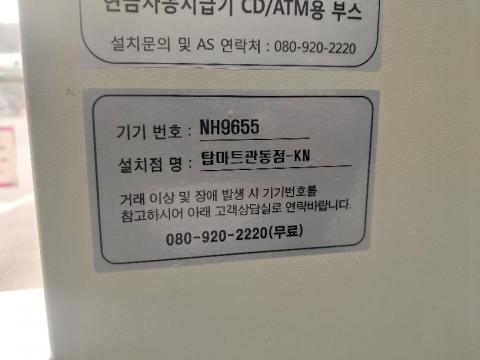 현금자동지급기 CD/ATM용 부스
설치문의 및 AS 연락처 : 080-920-2220
기기 번호 : NH9655
설치점 명 : 탑마트관동점-KN
거래 이상 및 장애 발생 시 기기번호를
참고하시어 아래 고객상담실로 연락바랍니다.
080-920-2220(무료)